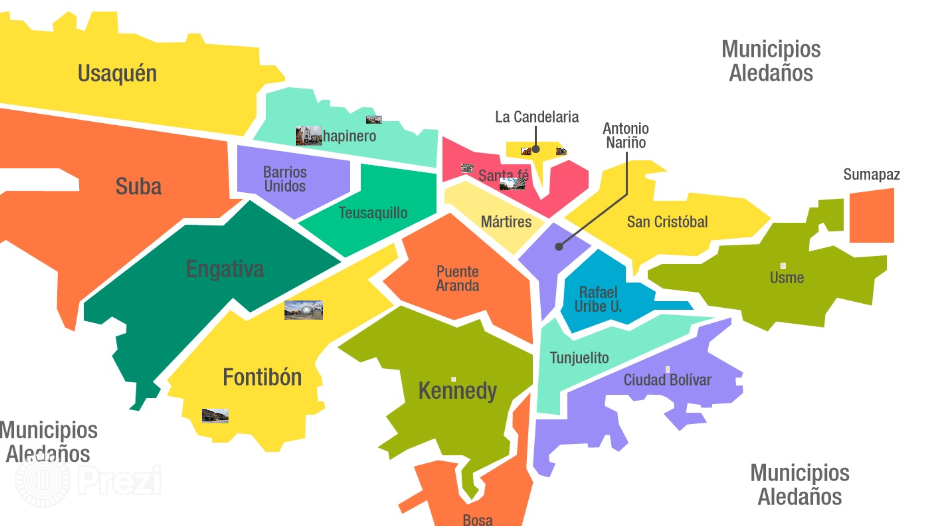 Municipios
Aledaños
Usaquén
La Candelaria
Antonio
Nariño
hapinero
Barrios
Unidos
Santa fé
Sumapaz
Suba
Teusaquillo
Mártires
San Cristóbal
Engativa
Puente
Aranda
Usme
Rafael
Uribe U.
Fontibón
Tunjuelito
Kennedy
Ciudad Bolívar
Municipios
Aledaños
Municipios
Aledaños
Prezi
Bosa